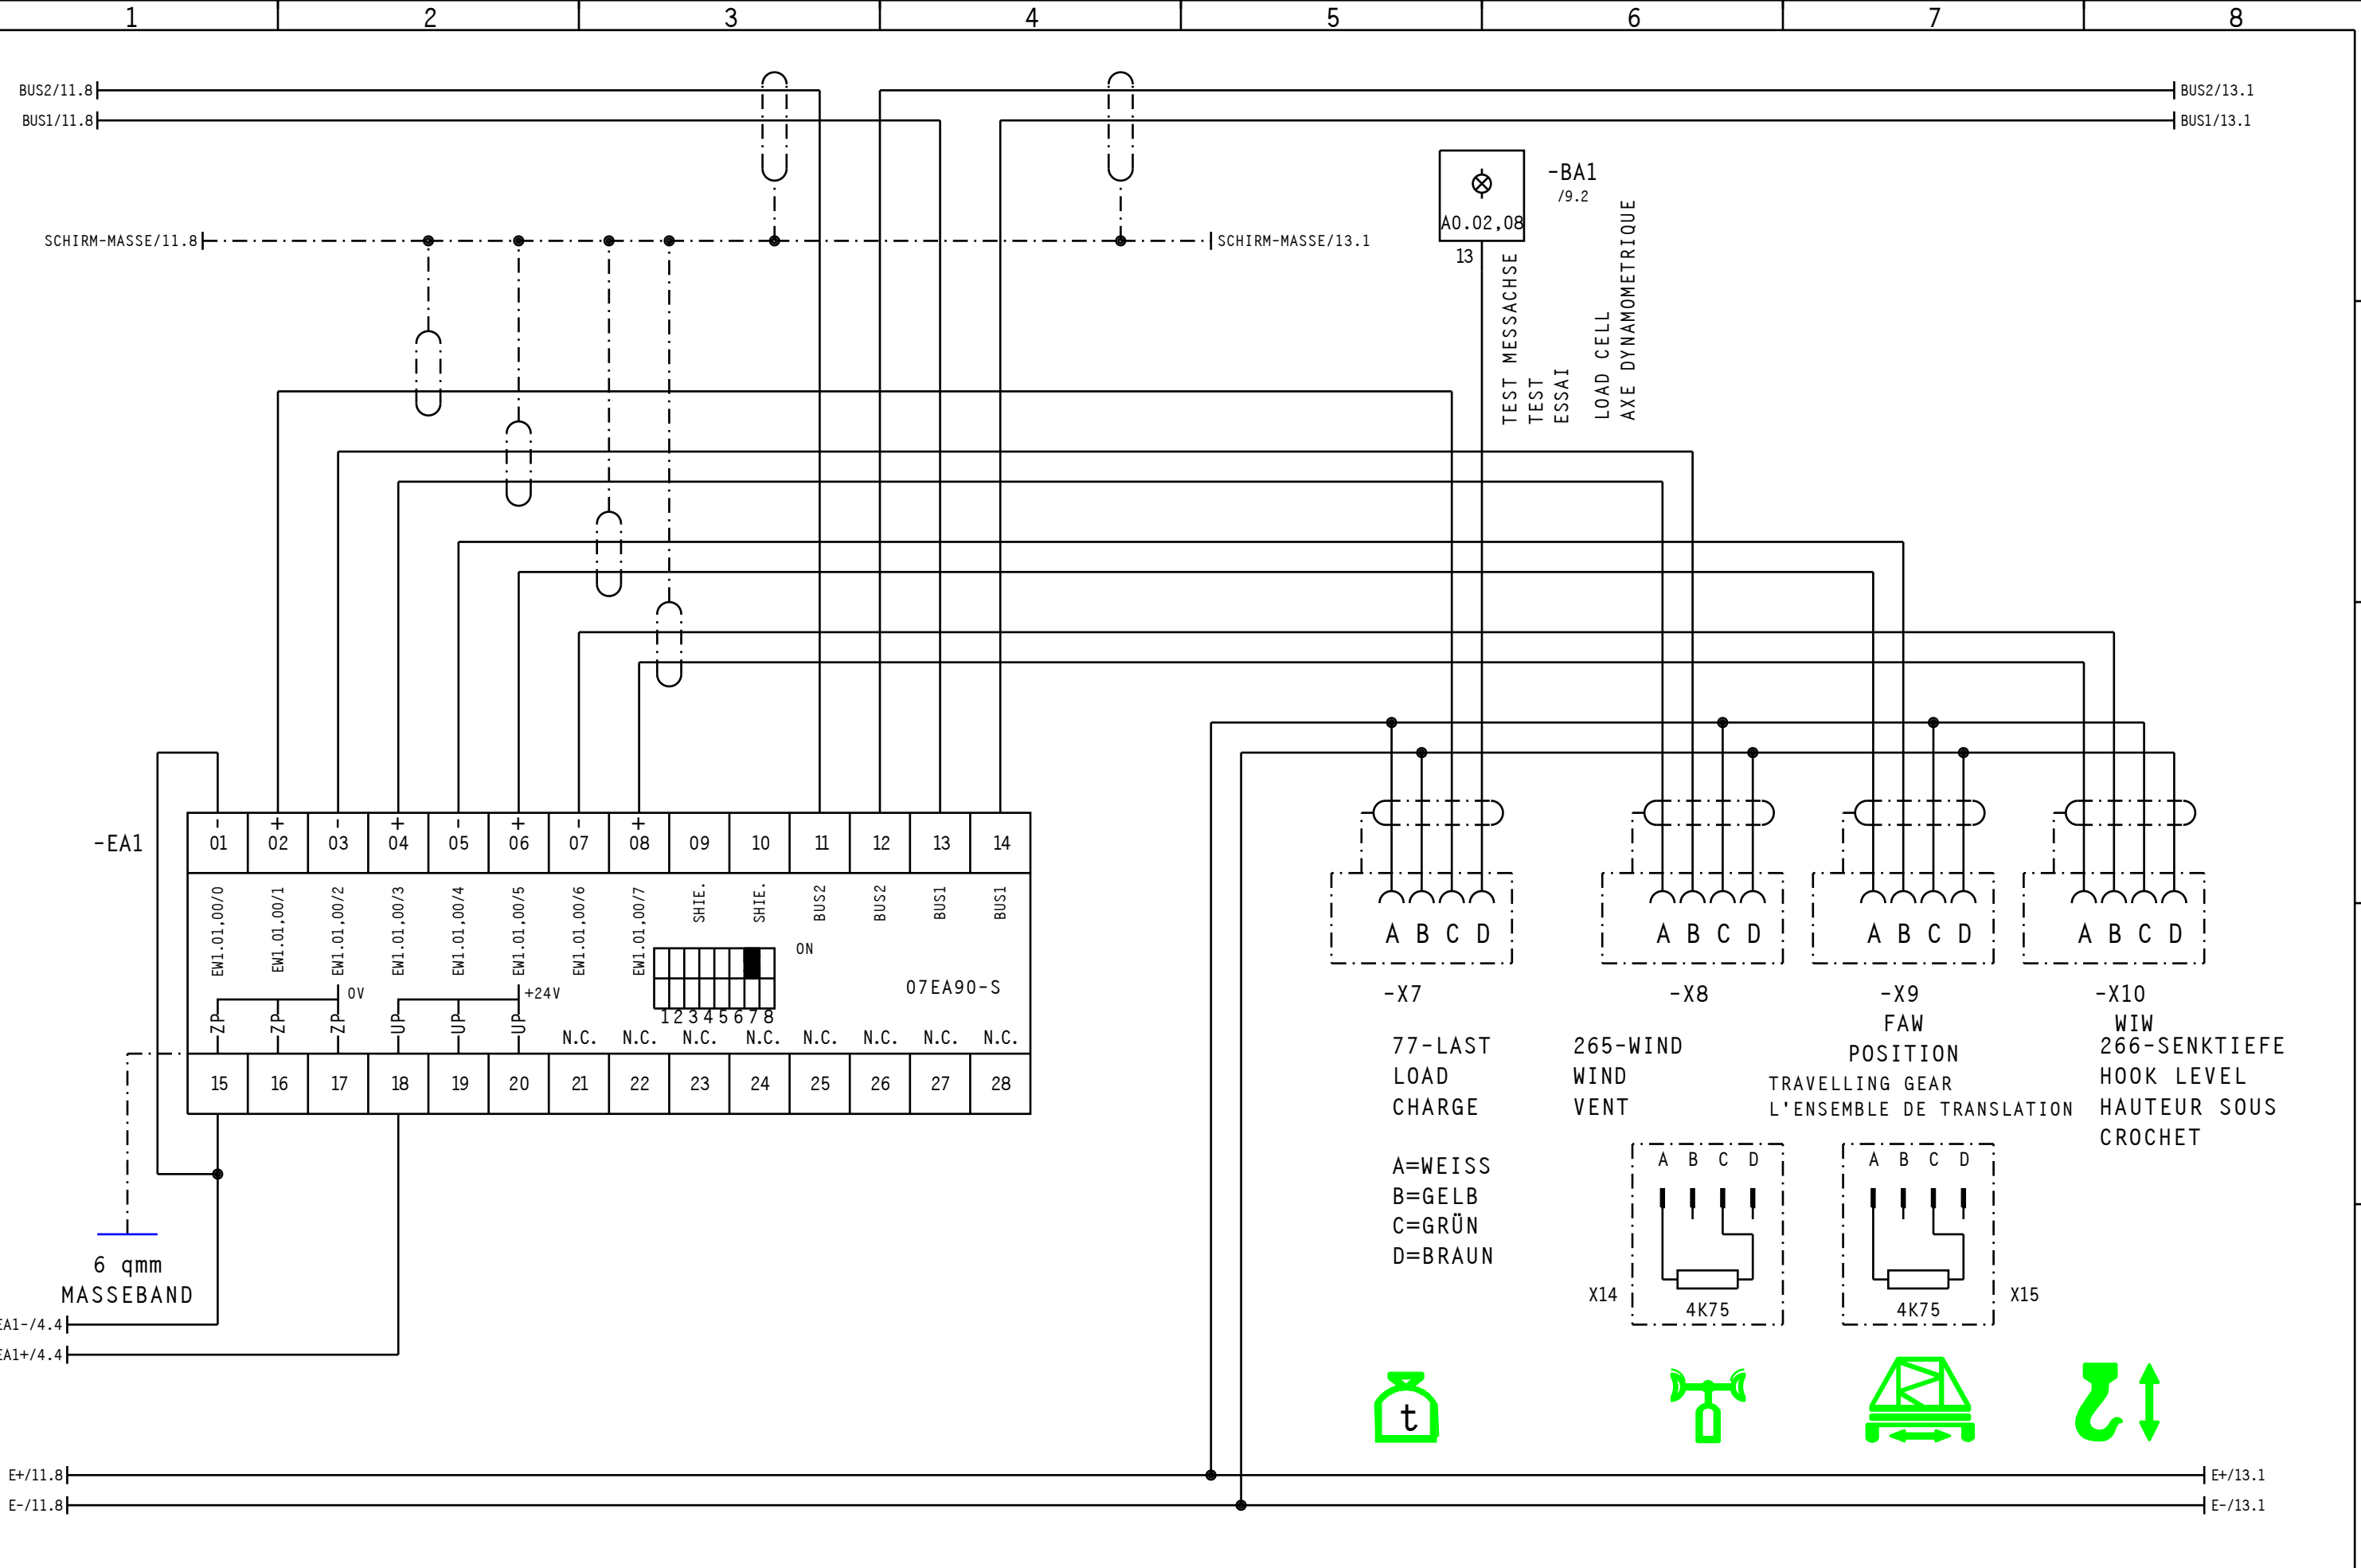 1 2 3 4 5 6 7 8
BUS2/11.8
BUS2/13.1
BUS1/11.8
BUS1/13.1
-BA1
/9.2
A0.02,08
13
SCHIRM-MASSE/11.8
SCHIRM-MASSE/13.1
TEST MESSACHSE
TEST
ESSAI
LOAD CELL
AXE DYNAMOMETRIQUE
-EA1
- + - + - + - +
01 02 03 04 05 06 07 08 09 10 11 12 13 14
EW1.01,00/0
EW1.01,00/1
EW1.01,00/2
EW1.01,00/3
EW1.01,00/4
EW1.01,00/5
EW1.01,00/6
EW1.01,00/7
SHIE.
SHIE.
BUS2
BUS2
BUS1
BUS1
ON
07EA90-S
0V
+24V
1 2 3 4 5 6 7 8
ZP ZP ZP UP UP UP
N.C. N.C. N.C. N.C. N.C. N.C. N.C. N.C.
15 16 17 18 19 20 21 22 23 24 25 26 27 28
6 qmm
MASSEBAND
EA1-/4.4
EA1+/4.4
A B C D
-X7
77-LAST
LOAD
CHARGE
A=WEISS
B=GELB
C=GRÜN
D=BRAUN
A B C D
-X8
265-WIND
WIND
VENT
A B C D
-X9
FAW
POSITION
TRAVELLING GEAR
L'ENSEMBLE DE TRANSLATION
A B C D
-X10
WIW
266-SENKTIEFE
HOOK LEVEL
HAUTEUR SOUS
CROCHET
A B C D
X14
4K75
A B C D
X15
4K75
t
E+/11.8
E+/13.1
E-/11.8
E-/13.1